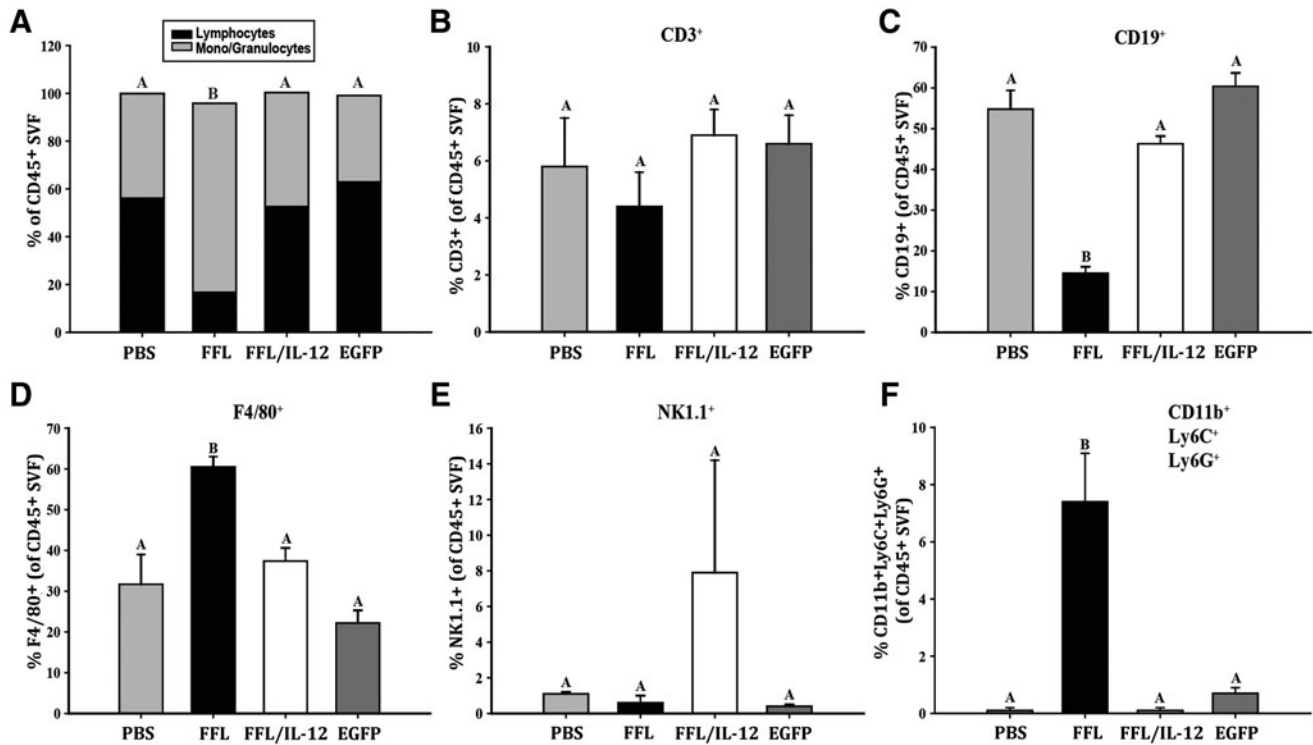 A
Lymphocytes
Mono/Granulocytes
% of CD45+ SVF
120
100
80
60
40
20
0
A
B
A
A
PBS
FFL
FFL/IL-12
EGFP
B
CD3⁺
% CD3+ (of CD45+ SVF)
10
8
6
4
2
0
A
A
A
A
PBS
FFL
FFL/IL-12
EGFP
C
CD19⁺
% CD19+ (of CD45+ SVF)
70
60
50
40
30
20
10
0
A
B
A
A
PBS
FFL
FFL/IL-12
EGFP
D
F4/80⁺
% F4/80+ (of CD45+ SVF)
70
60
50
40
30
20
10
0
A
B
A
A
PBS
FFL
FFL/IL-12
EGFP
E
NK1.1⁺
% NK1.1+ (of CD45+ SVF)
16
14
12
10
8
6
4
2
0
A
A
A
A
PBS
FFL
FFL/IL-12
EGFP
F
CD11b⁺
Ly6C⁺
Ly6G⁺
% CD11b+Ly6C+Ly6G+
(of CD45+ SVF)
10
8
6
4
2
0
A
B
A
A
PBS
FFL
FFL/IL-12
EGFP